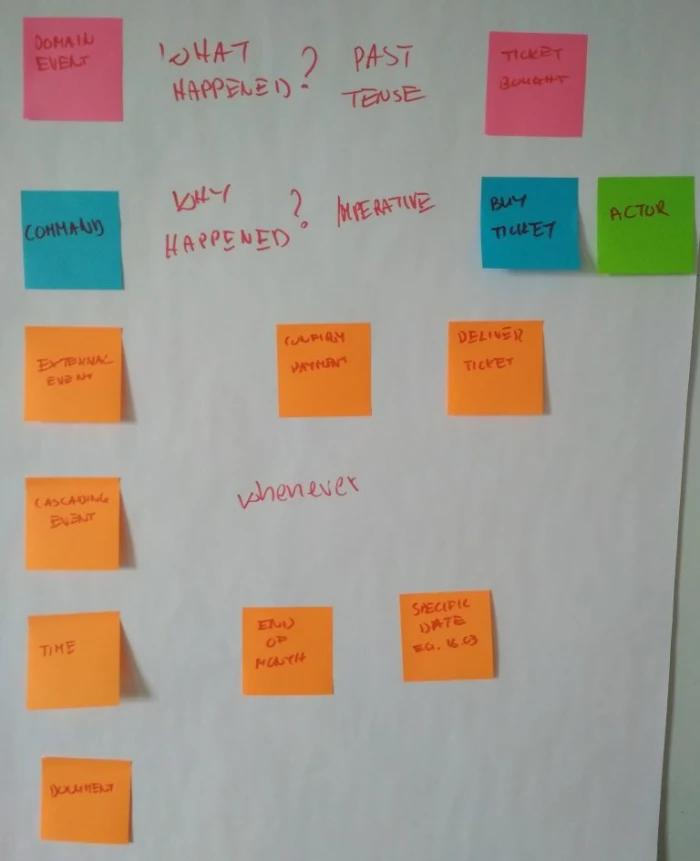 DOMAIN
EVENT
WHAT
HAPPENED?
PAST
TENSE
TICKET
BOUGHT
COMMAND
WHY
HAPPENED?
IMPERATIVE
BUY
TICKET
ACTOR
EXTERNAL
EVENT
CONFIRM
PAYMENT
DELIVER
TICKET
CASCADING
EVENT
whenever
TIME
END
OF
MONTH
SPECIFIC
DATE
EG. 16.03
DOCUMENT